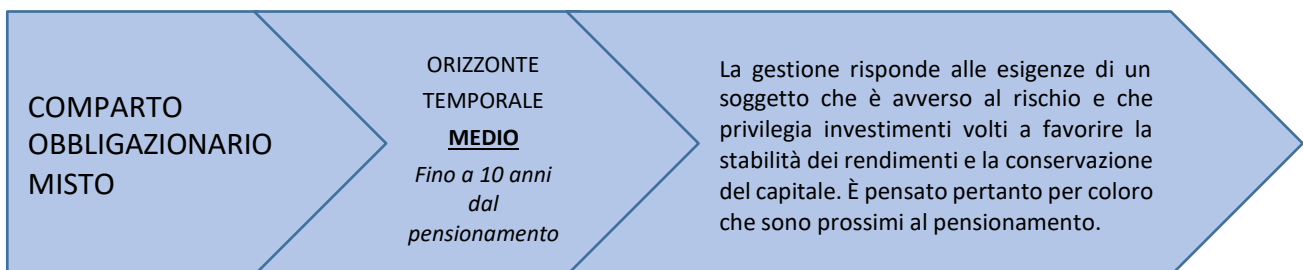 COMPARTO
OBBLIGAZIONARIO
MISTO
ORIZZONTE
TEMPORALE
MEDIO
Fino a 10 anni
dal
pensionamento
La gestione risponde alle esigenze di un
soggetto che è avverso al rischio e che
privilegia investimenti volti a favorire la
stabilità dei rendimenti e la conservazione
del capitale. È pensato pertanto per coloro
che sono prossimi al pensionamento.